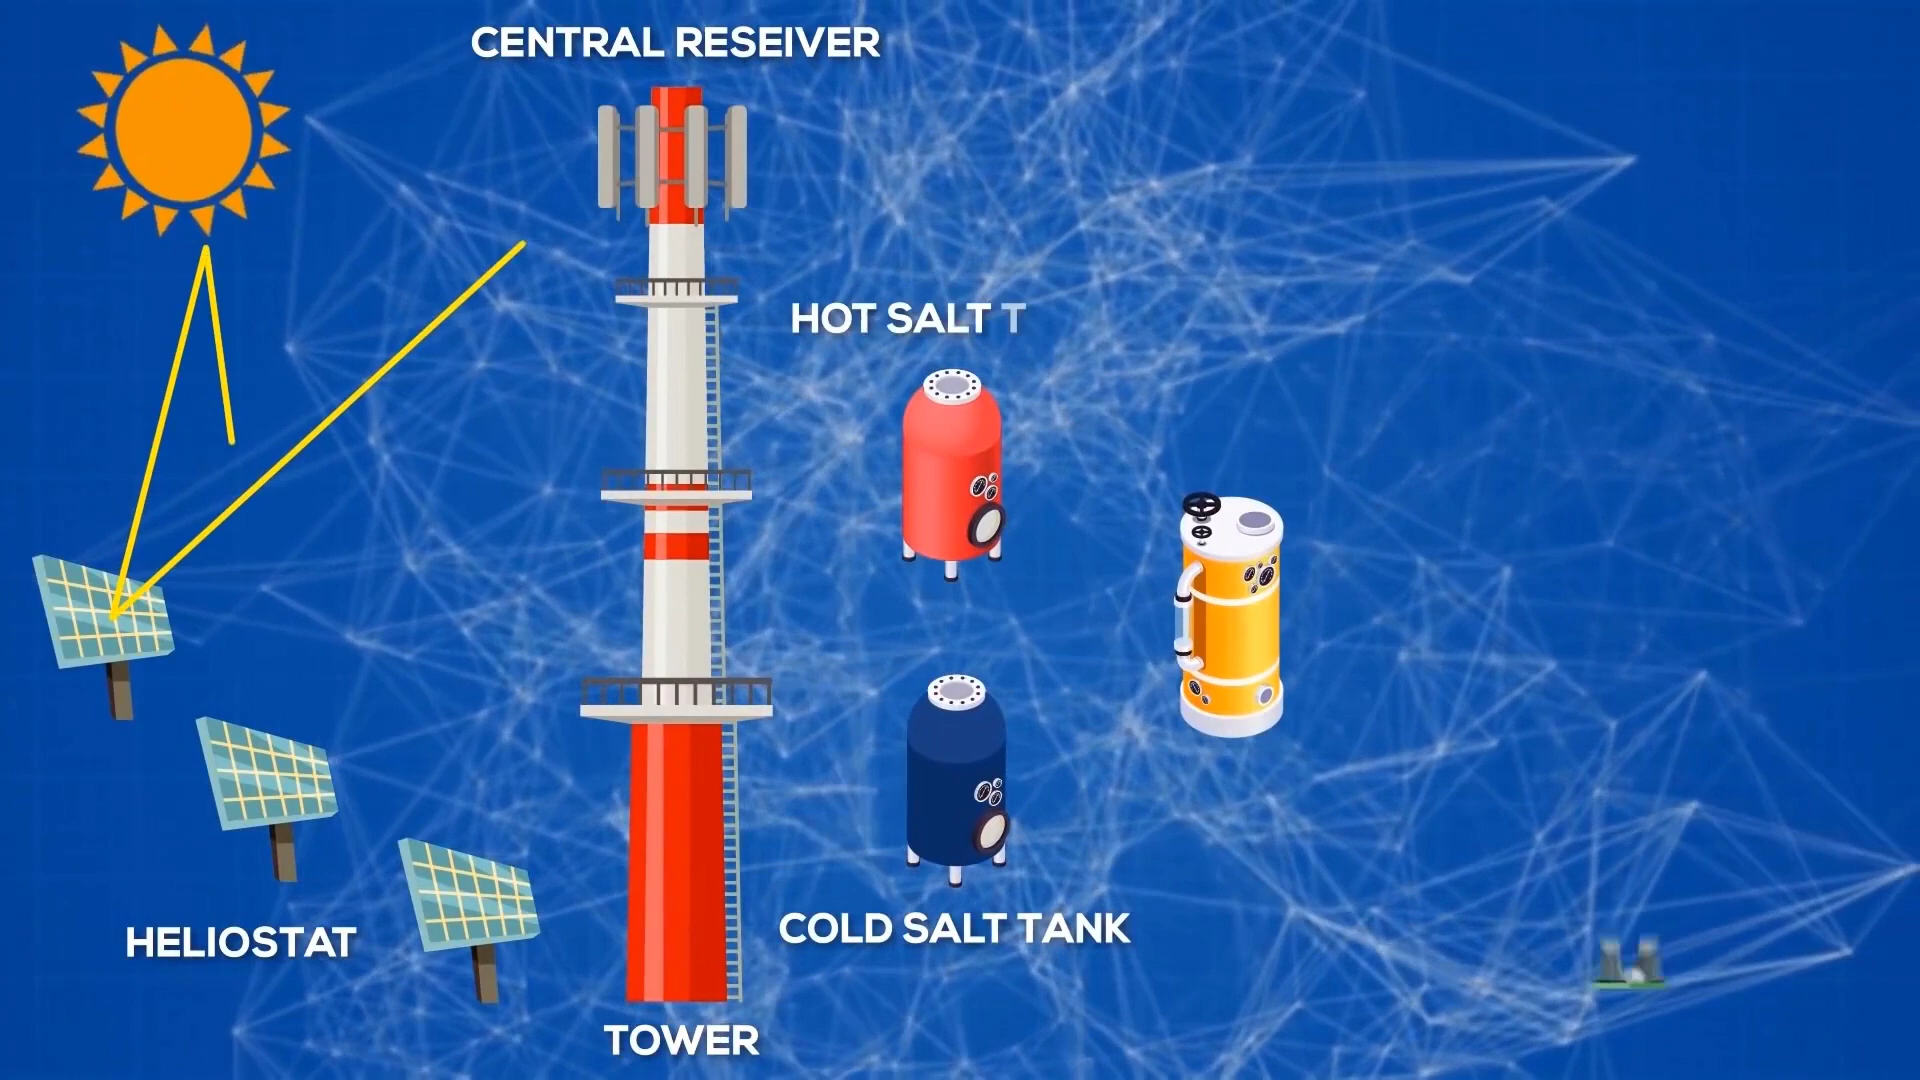 CENTRAL RESEIVER
HOT SALT T
COLD SALT TANK
HELIOSTAT
TOWER